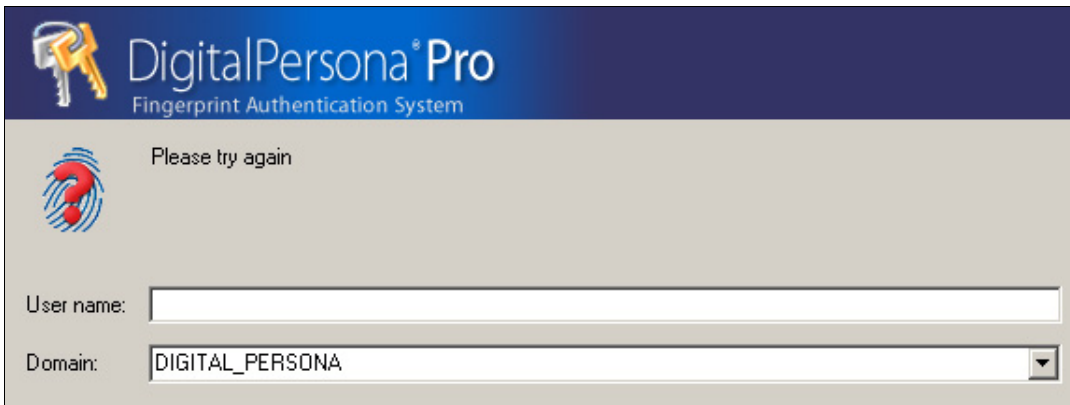 DigitalPersona® Pro
Fingerprint Authentication System
Please try again
User name:
Domain: DIGITAL_PERSONA